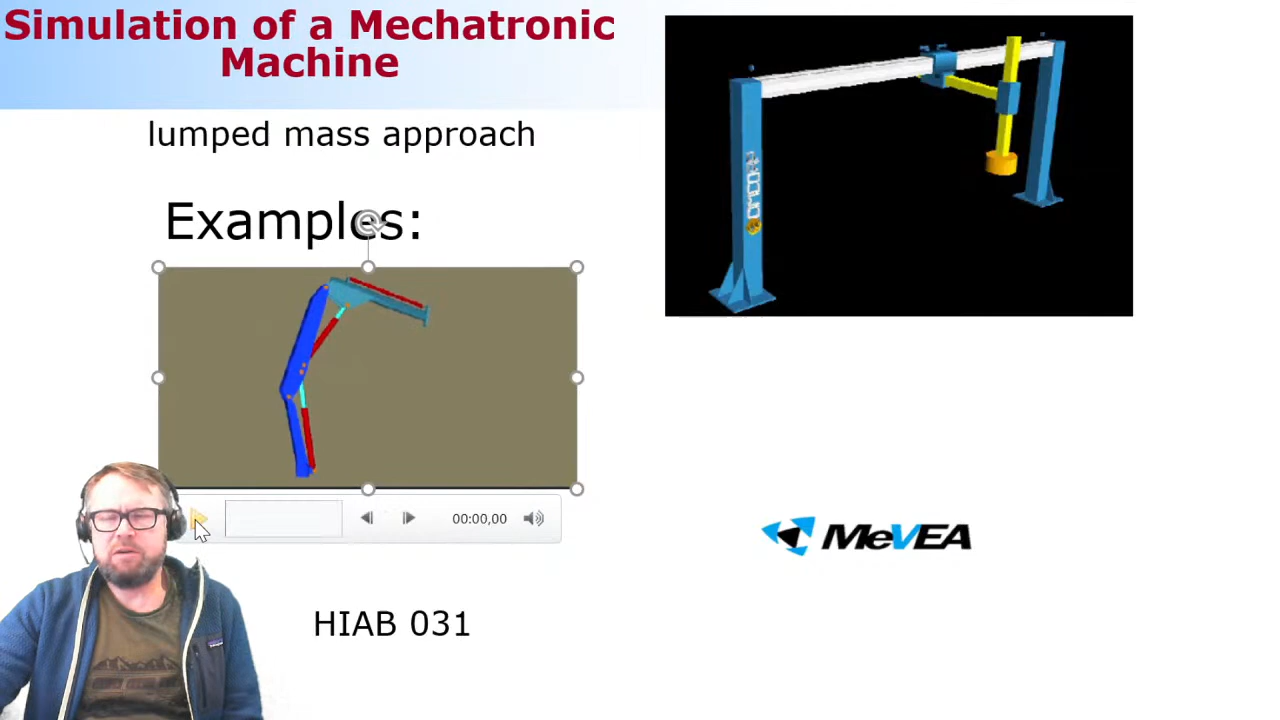 Simulation of a Mechatronic
Machine
lumped mass approach
Examples:
00:00,00
HIAB 031
MeVEA